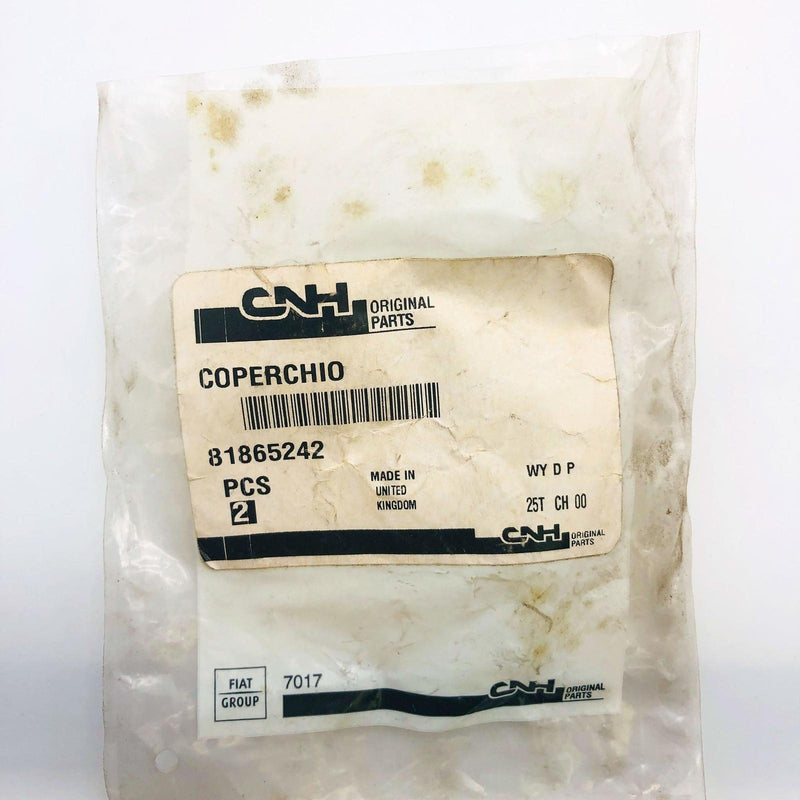 CNH ORIGINAL PARTS
COPERCHIO
81865242
PCS
2
MADE IN
UNITED
KINGDOM
WY D P
25T CH 00
CNH ORIGINAL PARTS
FIAT
GROUP
7017
CNH ORIGINAL PARTS